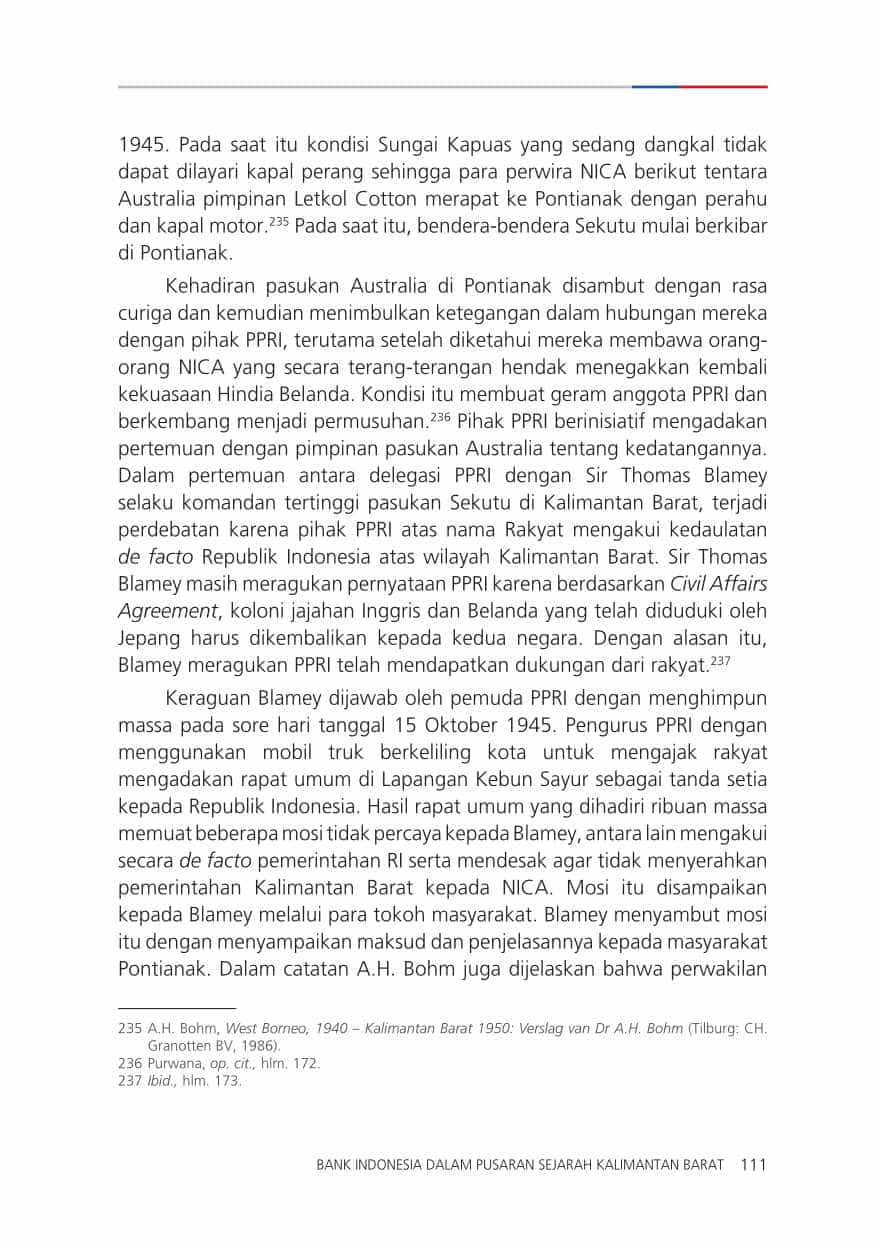 1945. Pada saat itu kondisi Sungai Kapuas yang sedang dangkal tidak
dapat dilayari kapal perang sehingga para perwira NICA berikut tentara
Australia pimpinan Letkol Cotton merapat ke Pontianak dengan perahu
dan kapal motor.235 Pada saat itu, bendera-bendera Sekutu mulai berkibar
di Pontianak.
Kehadiran pasukan Australia di Pontianak disambut dengan rasa
curiga dan kemudian menimbulkan ketegangan dalam hubungan mereka
dengan pihak PPRI, terutama setelah diketahui mereka membawa orang-
orang NICA yang secara terang-terangan hendak menegakkan kembali
kekuasaan Hindia Belanda. Kondisi itu membuat geram anggota PPRI dan
berkembang menjadi permusuhan.236 Pihak PPRI berinisiatif mengadakan
pertemuan dengan pimpinan pasukan Australia tentang kedatangannya.
Dalam pertemuan antara delegasi PPRI dengan Sir Thomas Blamey
selaku komandan tertinggi pasukan Sekutu di Kalimantan Barat, terjadi
perdebatan karena pihak PPRI atas nama Rakyat mengakui kedaulatan
de facto Republik Indonesia atas wilayah Kalimantan Barat. Sir Thomas
Blamey masih meragukan pernyataan PPRI karena berdasarkan Civil Affairs
Agreement, koloni jajahan Inggris dan Belanda yang telah diduduki oleh
Jepang harus dikembalikan kepada kedua negara. Dengan alasan itu,
Blamey meragukan PPRI telah mendapatkan dukungan dari rakyat.237
Keraguan Blamey dijawab oleh pemuda PPRI dengan menghimpun
massa pada sore hari tanggal 15 Oktober 1945. Pengurus PPRI dengan
menggunakan mobil truk berkeliling kota untuk mengajak rakyat
mengadakan rapat umum di Lapangan Kebun Sayur sebagai tanda setia
kepada Republik Indonesia. Hasil rapat umum yang dihadiri ribuan massa
memuat beberapa mosi tidak percaya kepada Blamey, antara lain mengakui
secara de facto pemerintahan RI serta mendesak agar tidak menyerahkan
pemerintahan Kalimantan Barat kepada NICA. Mosi itu disampaikan
kepada Blamey melalui para tokoh masyarakat. Blamey menyambut mosi
itu dengan menyampaikan maksud dan penjelasannya kepada masyarakat
Pontianak. Dalam catatan A.H. Bohm juga dijelaskan bahwa perwakilan
235 A.H. Bohm, West Borneo, 1940 – Kalimantan Barat 1950: Verslag van Dr A.H. Bohm (Tilburg: CH.
Granotten BV, 1986).
236 Purwana, op. cit., hlm. 172.
237 Ibid., hlm. 173.
BANK INDONESIA DALAM PUSARAN SEJARAH KALIMANTAN BARAT 111